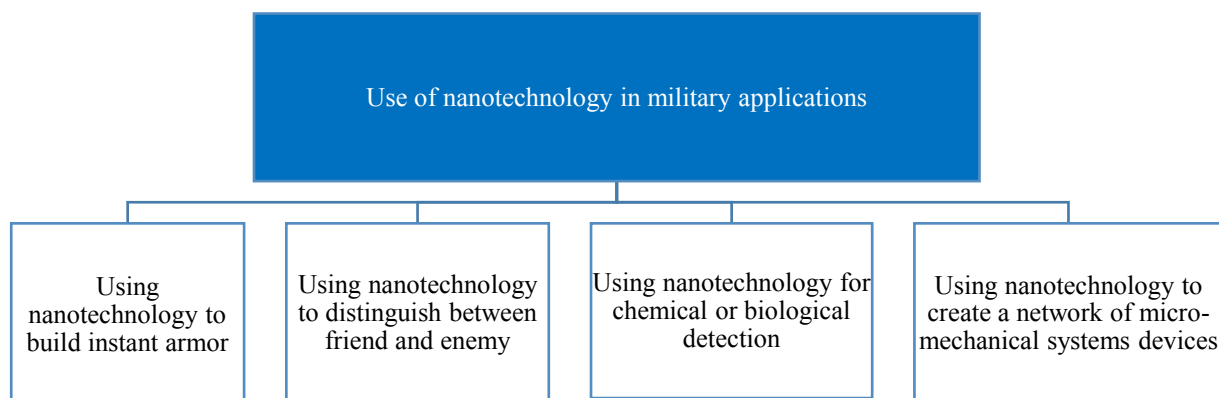 Use of nanotechnology in military applications
Using
nanotechnology to
build instant armor
Using nanotechnology
to distinguish between
friend and enemy
Using nanotechnology for
chemical or biological
detection
Using nanotechnology to
create a network of micro-
mechanical systems devices